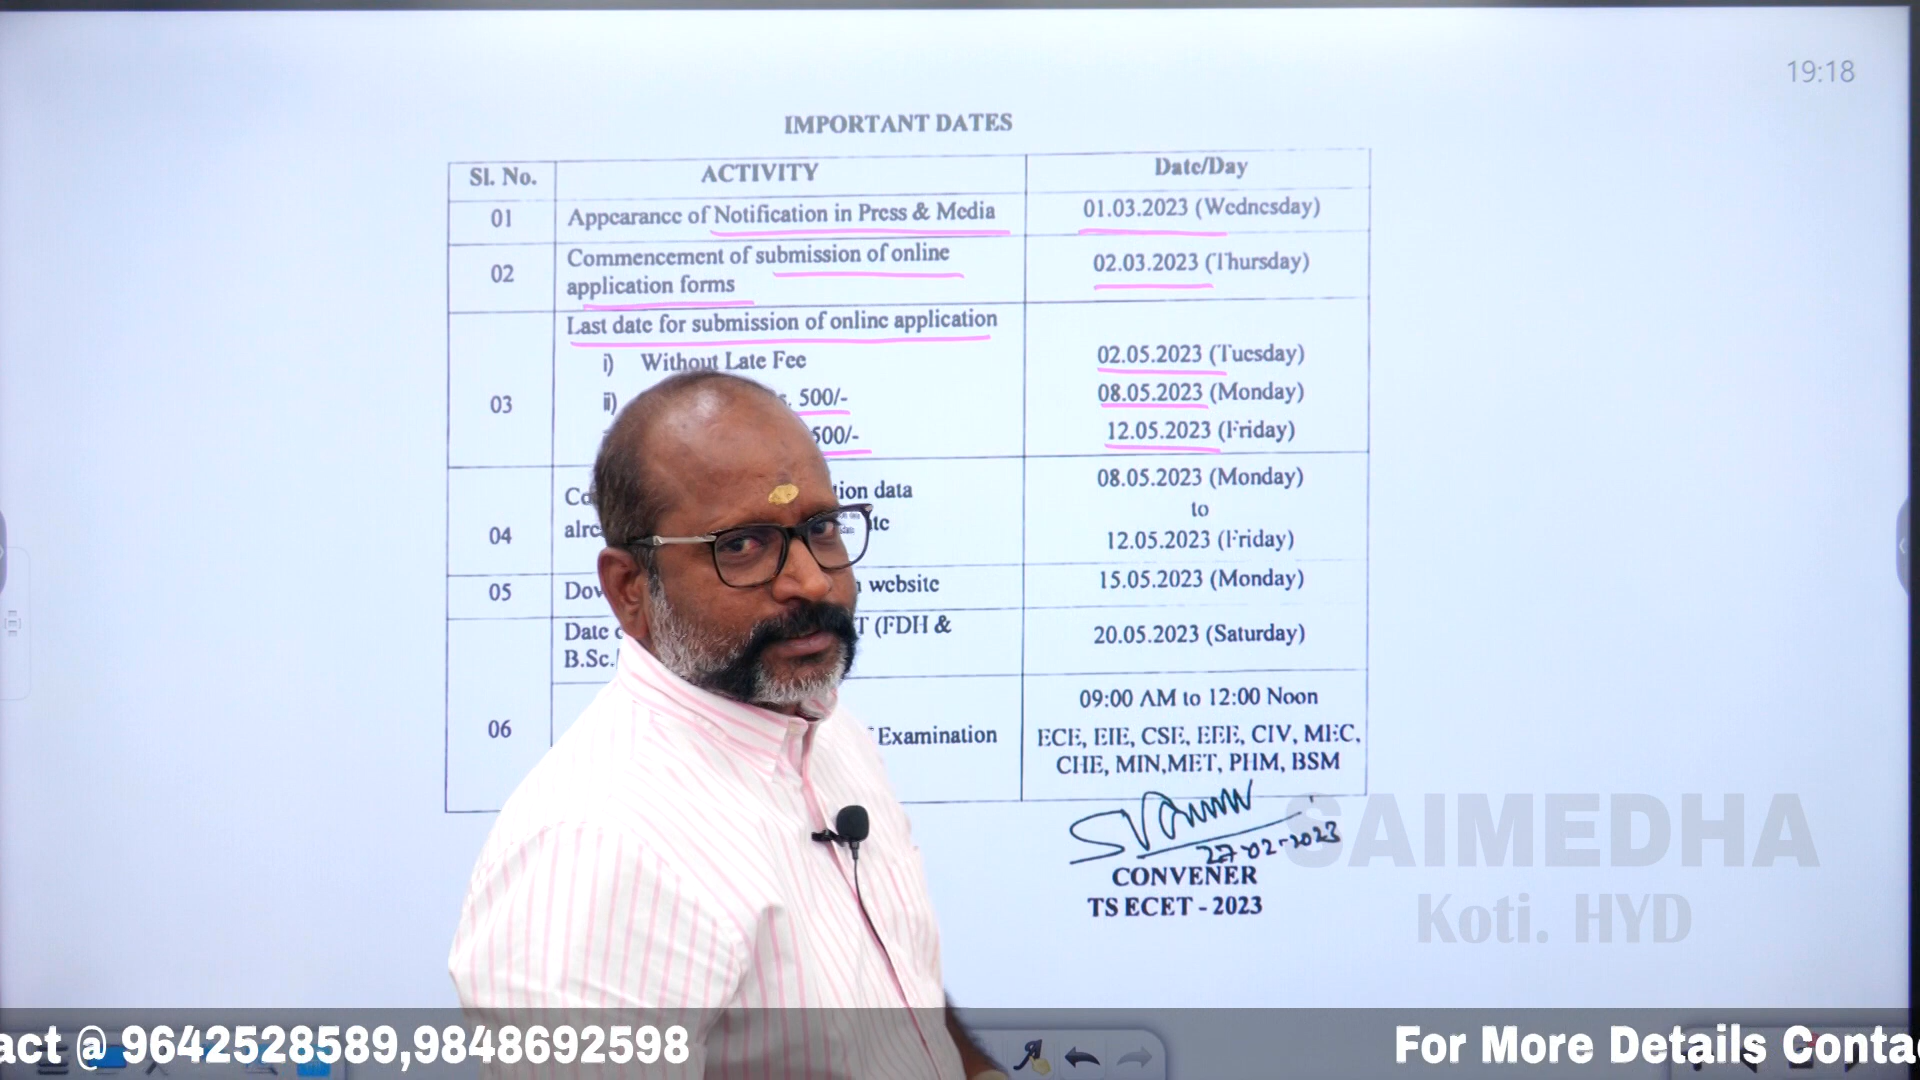 19:18
IMPORTANT DATES
Sl. No. ACTIVITY Date/Day
01 Appearance of Notification in Press & Media 01.03.2023 (Wednesday)
02 Commencement of submission of online application forms 02.03.2023 (Thursday)
03 Last date for submission of online application
i) Without Late Fee 02.05.2023 (Tuesday)
ii) 500/- 08.05.2023 (Monday)
500/- 12.05.2023 (Friday)
04 data 08.05.2023 (Monday)
to
12.05.2023 (Friday)
05 website 15.05.2023 (Monday)
06 Date (FDH &
B.Sc. 20.05.2023 (Saturday)
Examination 09:00 AM to 12:00 Noon
ECE, EIE, CSE, EEE, CIV, MEC,
CHE, MIN,MET, PHM, BSM
27-02-2023
CONVENER
TS ECET - 2023
SAIMEDHA
Koti. HYD
act @ 9642528589,9848692598 For More Details Conta